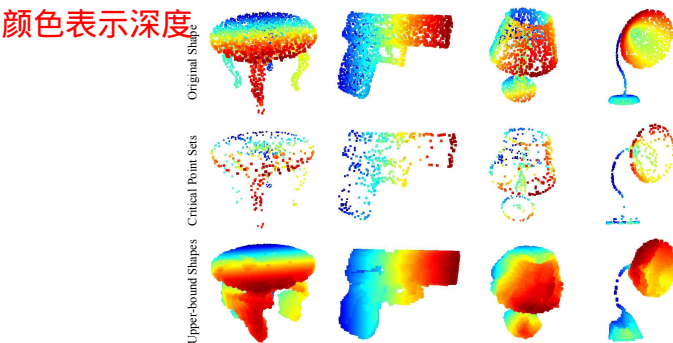 颜色表示深度
Original Shape
Critical Point Sets
Upper-bound Shapes